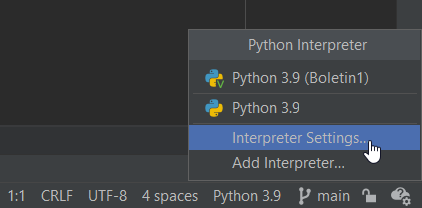 Python Interpreter
Python 3.9 (Boletin1)
Python 3.9
Interpreter Settings...
Add Interpreter...
1:1 CRLF UTF-8 4 spaces Python 3.9 main